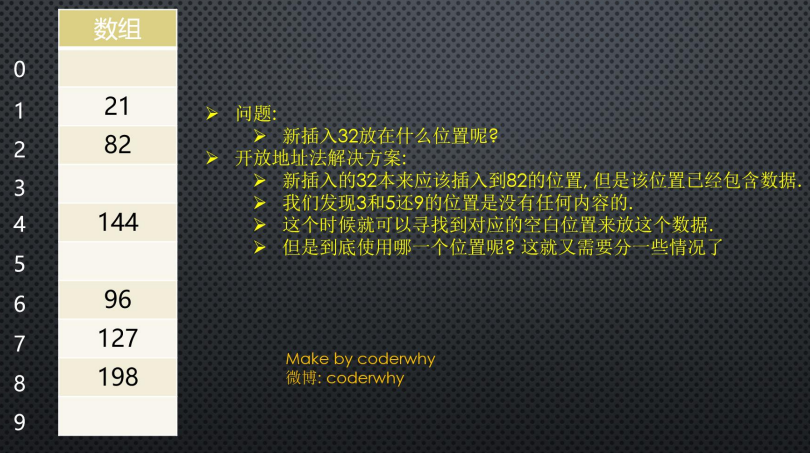 数组
0
1 21
2 82
3
4 144
5
6 96
7 127
8 198
9
问题:
新插入32放在什么位置呢?
开放地址法解决方案:
新插入的32本来应该插入到82的位置, 但是该位置已经包含数据.
我们发现3和5还9的位置是没有任何内容的.
这个时候就可以寻找到对应的空白位置来放这个数据.
但是到底使用哪一个位置呢? 这就又需要分一些情况了
Make by coderwhy
微博: coderwhy